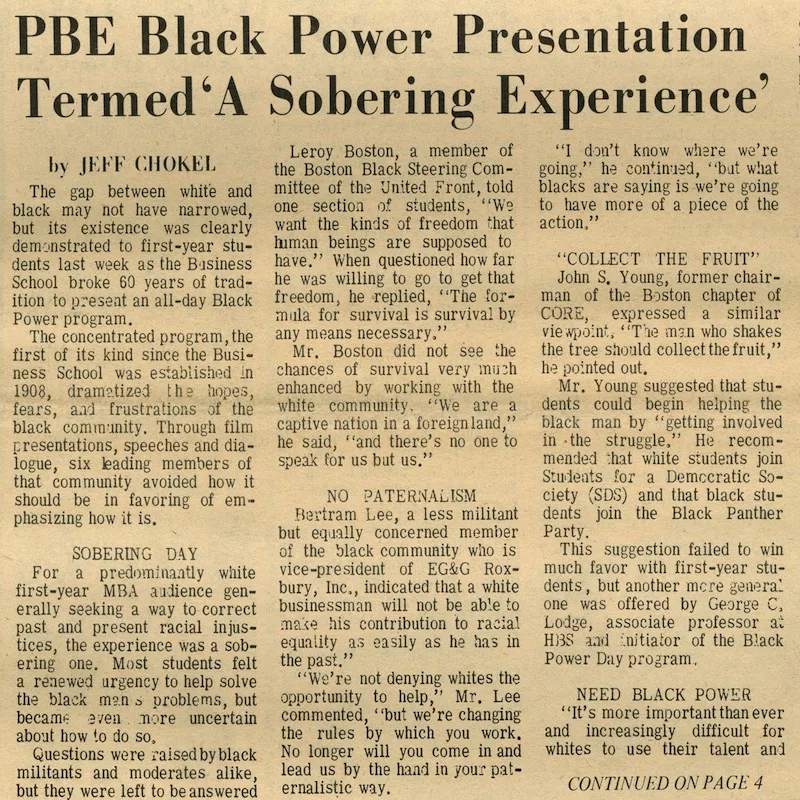 PBE Black Power Presentation
Termed 'A Sobering Experience'
by JEFF CHOKEL
The gap between white and
black may not have narrowed,
but its existence was clearly
demonstrated to first-year stu-
dents last week as the Business
School broke 60 years of trad-
ition to present an all-day Black
Power program.
The concentrated program, the
first of its kind since the Busi-
ness School was established in
1908, dramatized the hopes,
fears, and frustrations of the
black community. Through film
presentations, speeches and dia-
logue, six leading members of
that community avoided how it
should be in favoring of em-
phasizing how it is.
SOBERING DAY
For a predominantly white
first-year MBA audience gen-
erally seeking a way to correct
past and present racial injus-
tices, the experience was a sob-
ering one. Most students felt
a renewed urgency to help solve
the black man s problems, but
became even more uncertain
about how to do so.
Questions were raised by black
militants and moderates alike,
but they were left to be answered
Leroy Boston, a member of
the Boston Black Steering Com-
mittee of the United Front, told
one section of students, "We
want the kinds of freedom that
human beings are supposed to
have." When questioned how far
he was willing to go to get that
freedom, he replied, "The for-
mula for survival is survival by
any means necessary."
Mr. Boston did not see the
chances of survival very much
enhanced by working with the
white community. "We are a
captive nation in a foreign land,"
he said, "and there's no one to
speak for us but us."
NO PATERNALISM
Bertram Lee, a less militant
but equally concerned member
of the black community who is
vice-president of EG&G Rox-
bury, Inc., indicated that a white
businessman will not be able to
make his contribution to racial
equality as easily as he has in
the past."
"We're not denying whites the
opportunity to help," Mr. Lee
commented, "but we're changing
the rules by which you work.
No longer will you come in and
lead us by the hand in your pat-
ernalistic way.
"I don't know where we're
going," he continued, "but what
blacks are saying is we're going
to have more of a piece of the
action."
"COLLECT THE FRUIT"
John S. Young, former chair-
man of the Boston chapter of
CORE, expressed a similar
viewpoint. "The man who shakes
the tree should collect the fruit,"
he pointed out.
Mr. Young suggested that stu-
dents could begin helping the
black man by "getting involved
in the struggle." He recom-
mended that white students join
Students for a Democratic So-
ciety (SDS) and that black stu-
dents join the Black Panther
Party.
This suggestion failed to win
much favor with first-year stu-
dents, but another more general
one was offered by George C.
Lodge, associate professor at
HBS and initiator of the Black
Power Day program.
NEED BLACK POWER
"It's more important than ever
and increasingly difficult for
whites to use their talent and
CONTINUED ON PAGE 4